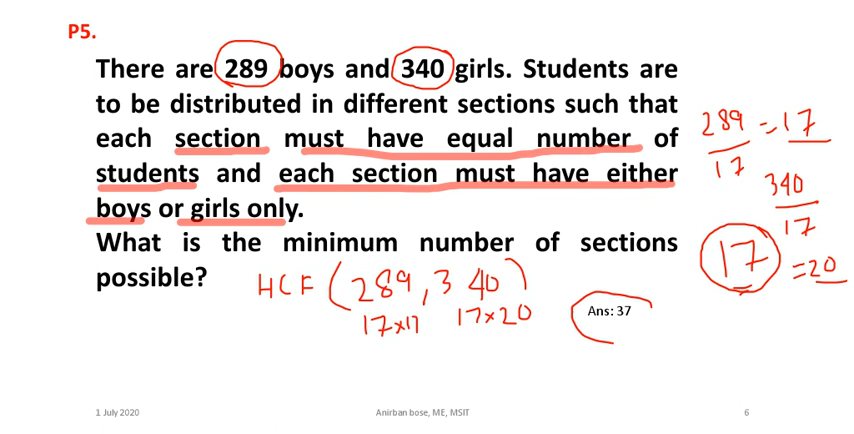 P5.
There are 289 boys and 340 girls. Students are
to be distributed in different sections such that
each section must have equal number of
students and each section must have either
boys or girls only.
What is the minimum number of sections
possible?
HCF (289, 340)
17×17 17×20
Ans: 37
289/17 = 17
340/17
= 20
17
1 July 2020
Anirban bose, ME, MSIT
6